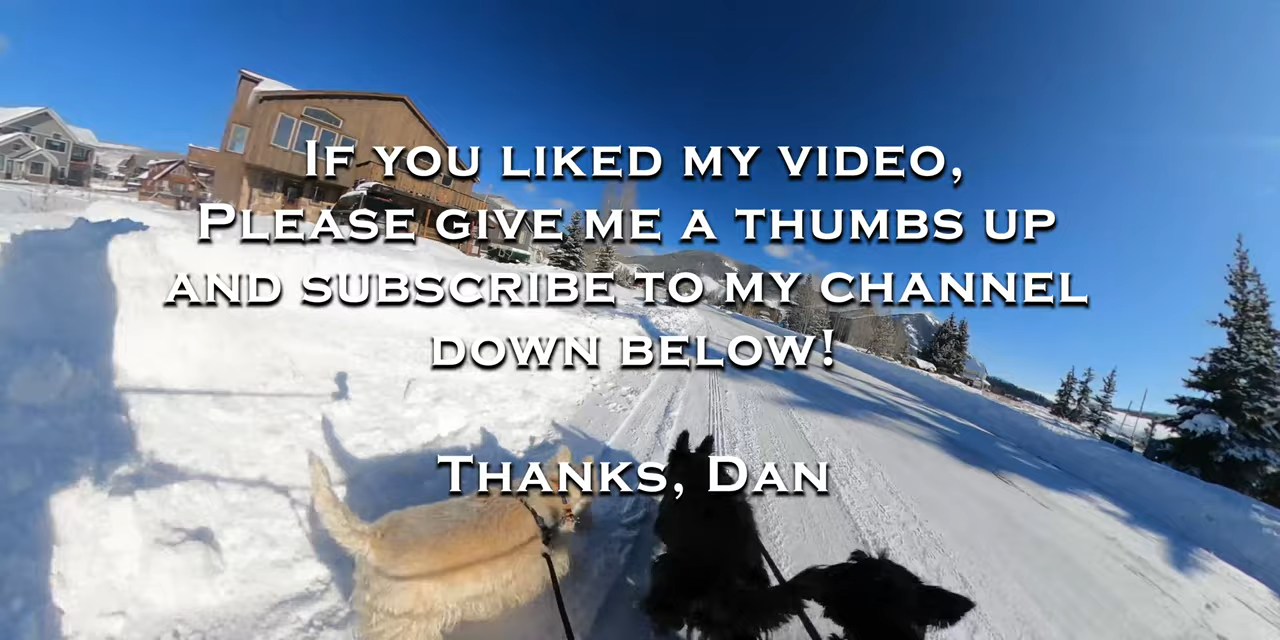 If you liked my video,
Please give me a thumbs up
and subscribe to my channel
down below!
Thanks, Dan